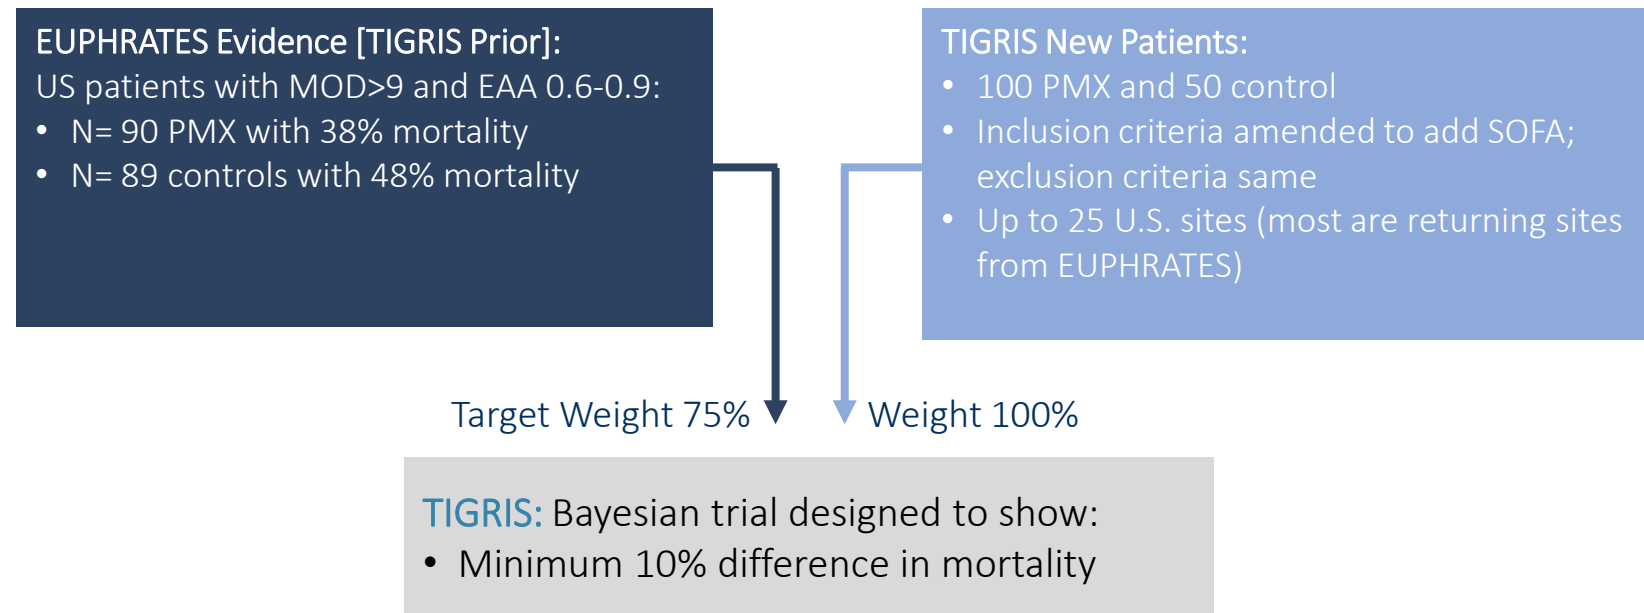 EUPHRATES Evidence [TIGRIS Prior]:
US patients with MOD>9 and EAA 0.6-0.9:
• N= 90 PMX with 38% mortality
• N= 89 controls with 48% mortality
TIGRIS New Patients:
• 100 PMX and 50 control
• Inclusion criteria amended to add SOFA;
exclusion criteria same
• Up to 25 U.S. sites (most are returning sites
from EUPHRATES)
Target Weight 75%
Weight 100%
TIGRIS: Bayesian trial designed to show:
• Minimum 10% difference in mortality